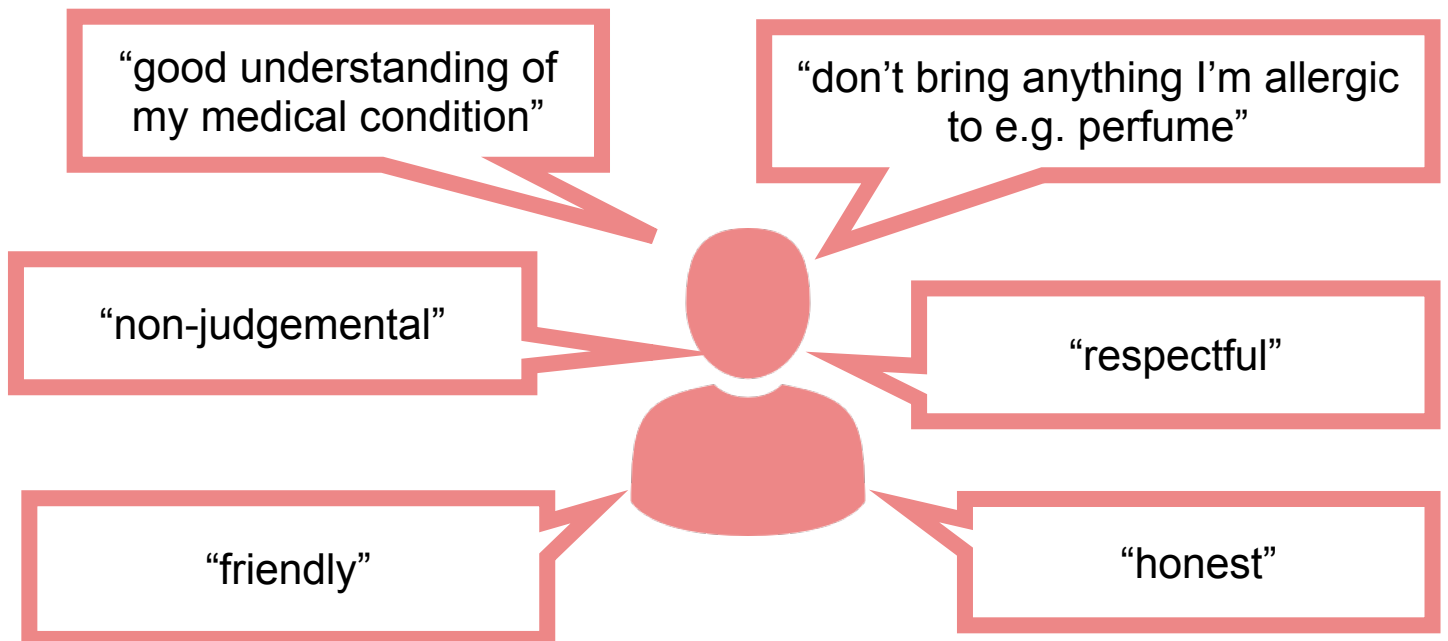 “good understanding of
my medical condition”
“don’t bring anything I’m allergic
to e.g. perfume”
“non-judgemental”
“respectful”
“friendly”
“honest”